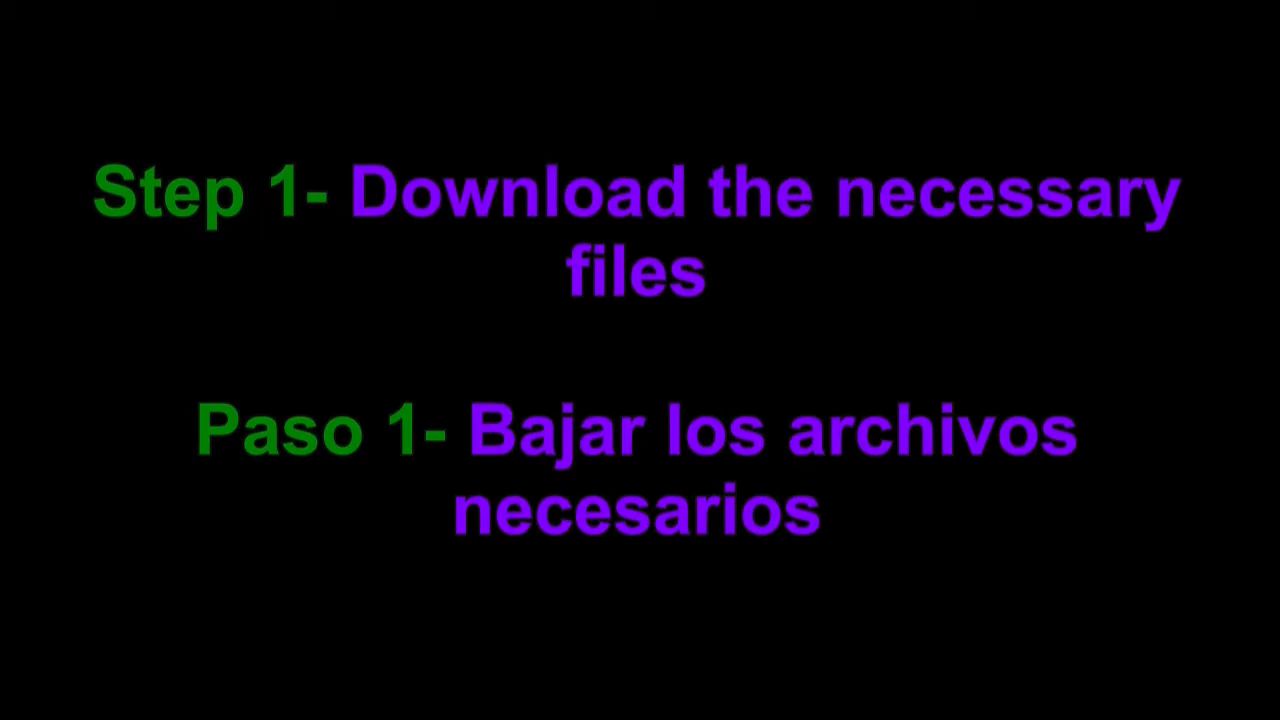 Step 1- Download the necessary
files
Paso 1- Bajar los archivos
necesarios